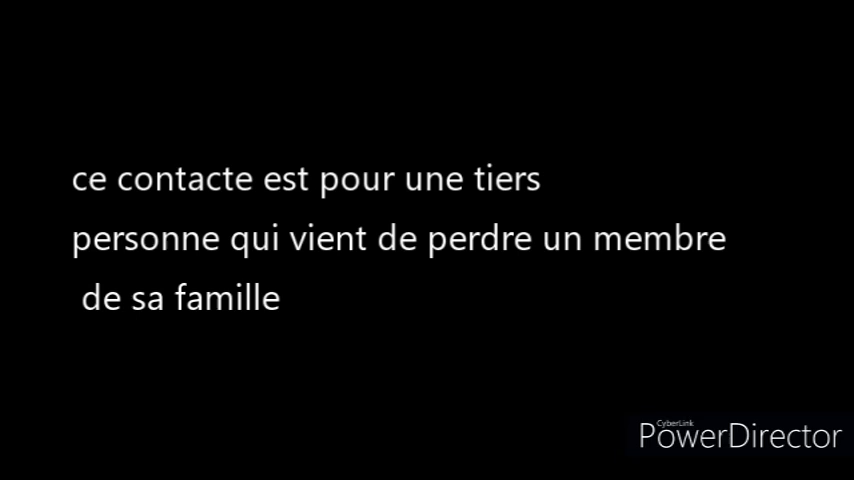 ce contacte est pour une tiers
personne qui vient de perdre un membre
de sa famille
CyberLink
PowerDirector